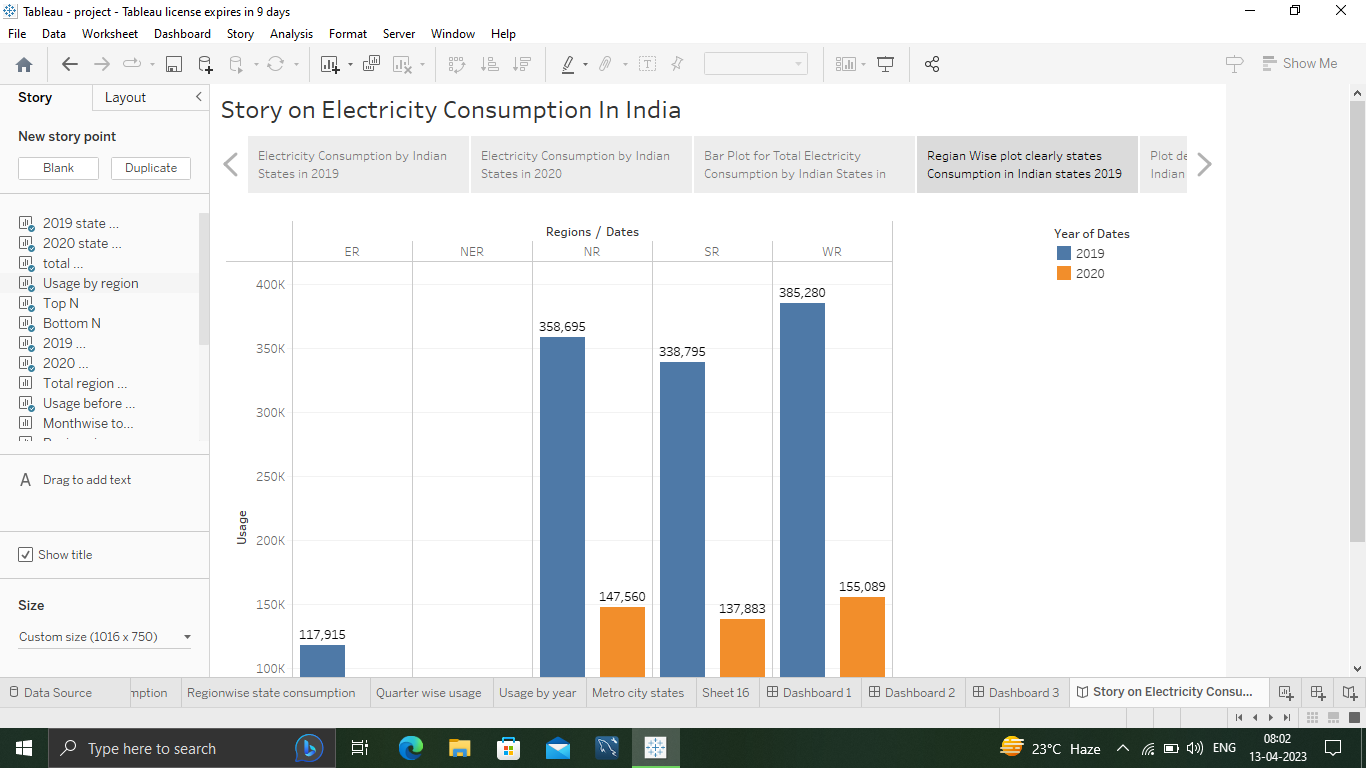 Tableau - project - Tableau license expires in 9 days
File Data Worksheet Dashboard Story Analysis Format Server Window Help
Show Me
Story Layout
New story point
Blank Duplicate
2019 state ...
2020 state ...
total ...
Usage by region
Top N
Bottom N
2019 ...
2020 ...
Total region ...
Usage before ...
Monthwise to...
A Drag to add text
Show title
Size
Custom size (1016 x 750)
Story on Electricity Consumption In India
Electricity Consumption by Indian
States in 2019
Electricity Consumption by Indian
States in 2020
Bar Plot for Total Electricity
Consumption by Indian States in
Regian Wise plot clearly states
Consumption in Indian states 2019
Plot de
Indian
Regions / Dates
ER NER NR SR WR
400K
350K
300K
250K
200K
150K
100K
Usage
117,915
358,695
147,560
338,795
137,883
385,280
155,089
Year of Dates
2019
2020
Data Source mption Regionwise state consumption Quarter wise usage Usage by year Metro city states Sheet 16 Dashboard 1 Dashboard 2 Dashboard 3 Story on Electricity Consu...
Type here to search
23°C Haze ENG
08:02
13-04-2023